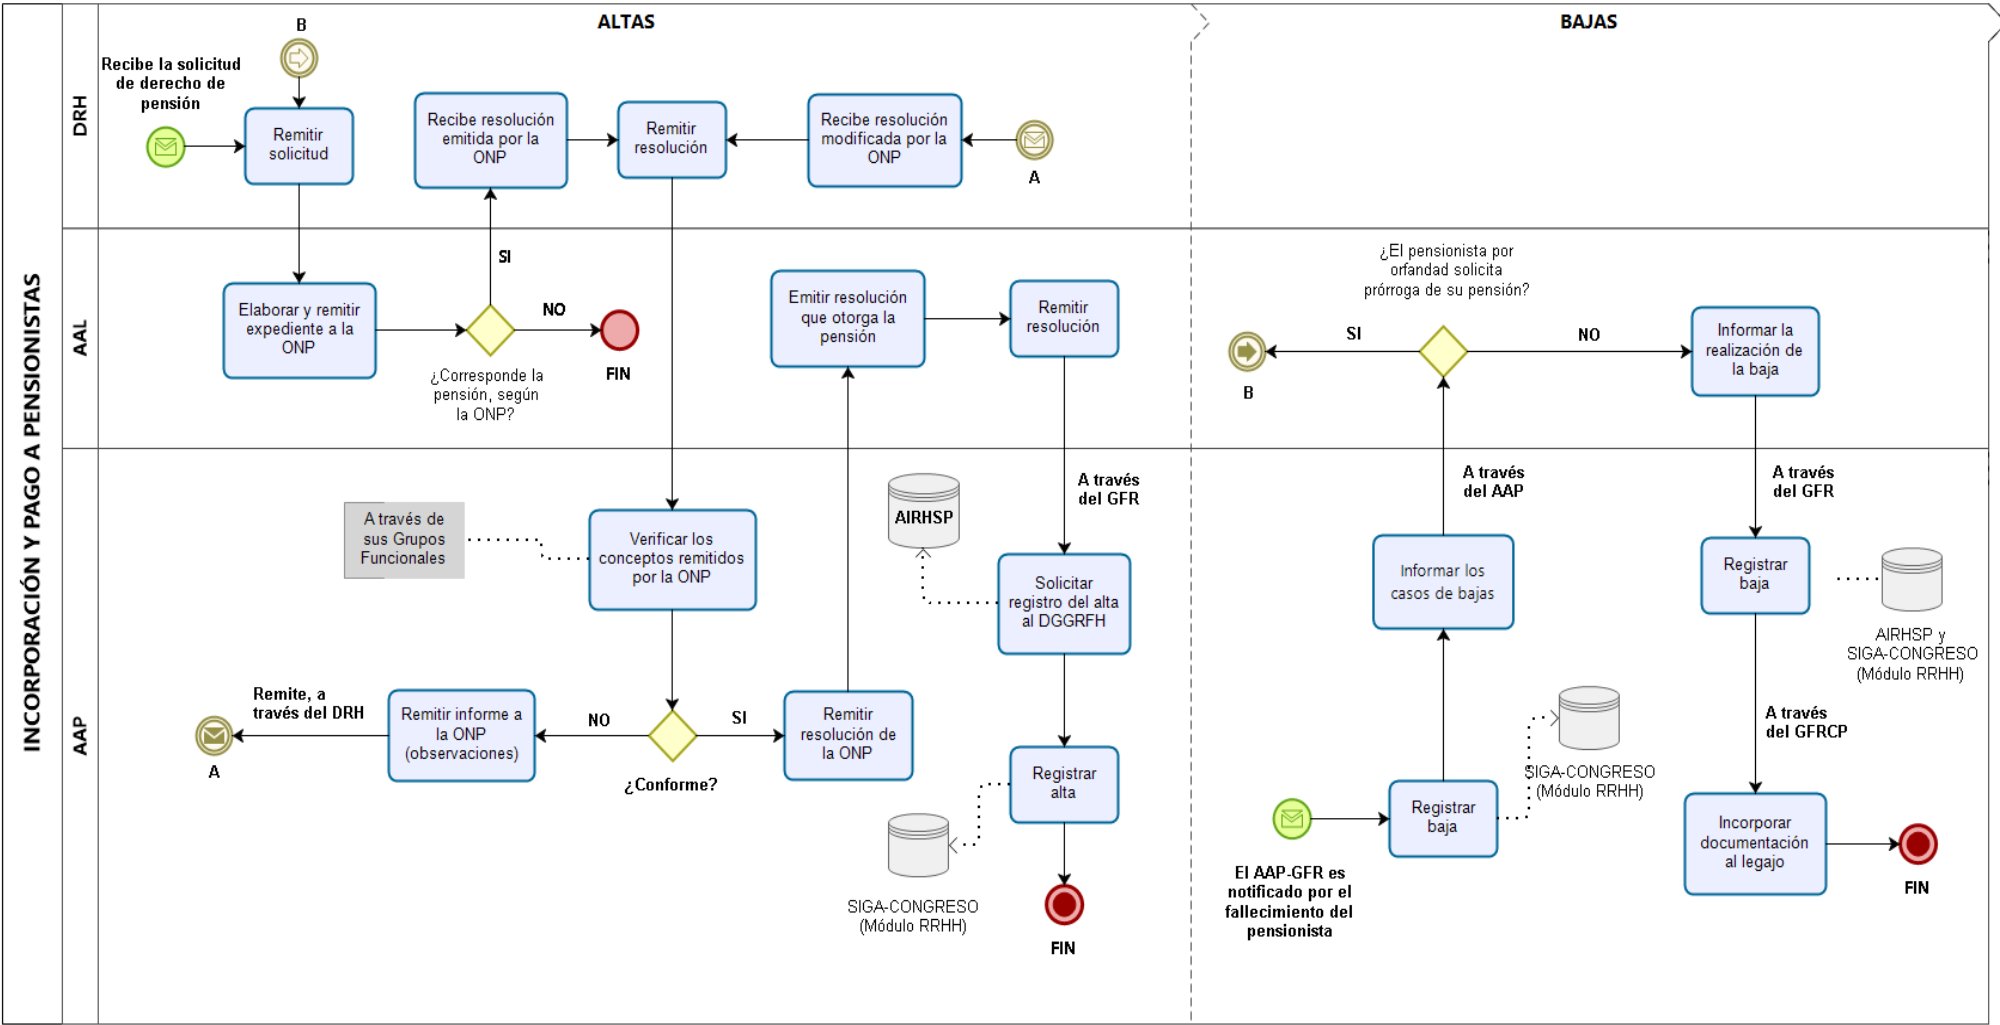 INCORPORACIÓN Y PAGO A PENSIONISTAS
ALTAS
BAJAS
DRH
B
Recibe la solicitud
de derecho de
pensión
Remitir
solicitud
Recibe resolución
emitida por la
ONP
Remitir
resolución
Recibe resolución
modificada por la
ONP
A
AAL
Elaborar y remitir
expediente a la
ONP
SI
NO
FIN
¿Corresponde la
pensión, según
la ONP?
Emitir resolución
que otorga la
pensión
Remitir
resolución
¿El pensionista por
orfandad solicita
prórroga de su pensión?
SI
NO
B
Informar la
realización de
la baja
AAP
A través de
sus Grupos
Funcionales
Verificar los
conceptos remitidos
por la ONP
AIRHSP
A través
del GFR
Solicitar
registro del alta
al DGGRFH
Remite, a
través del DRH
A
Remitir informe a
la ONP
(observaciones)
NO
SI
¿Conforme?
Remitir
resolución de
la ONP
Registrar
alta
SIGA-CONGRESO
(Módulo RRHH)
FIN
A través
del AAP
Informar los
casos de bajas
SIGA-CONGRESO
(Módulo RRHH)
Registrar
baja
El AAP-GFR es
notificado por el
fallecimiento del
pensionista
A través
del GFR
Registrar
baja
AIRHSP y
SIGA-CONGRESO
(Módulo RRHH)
A través
del GFRCP
Incorporar
documentación
al legajo
FIN